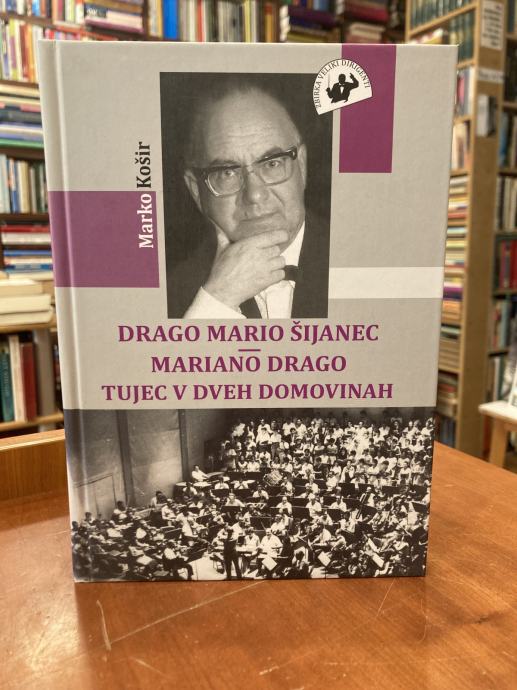 ZBIRKA VELIKI DIRIGENTI
Marko Košir
DRAGO MARIO ŠIJANEC
—
MARIANO DRAGO
TUJEC V DVEH DOMOVINAH